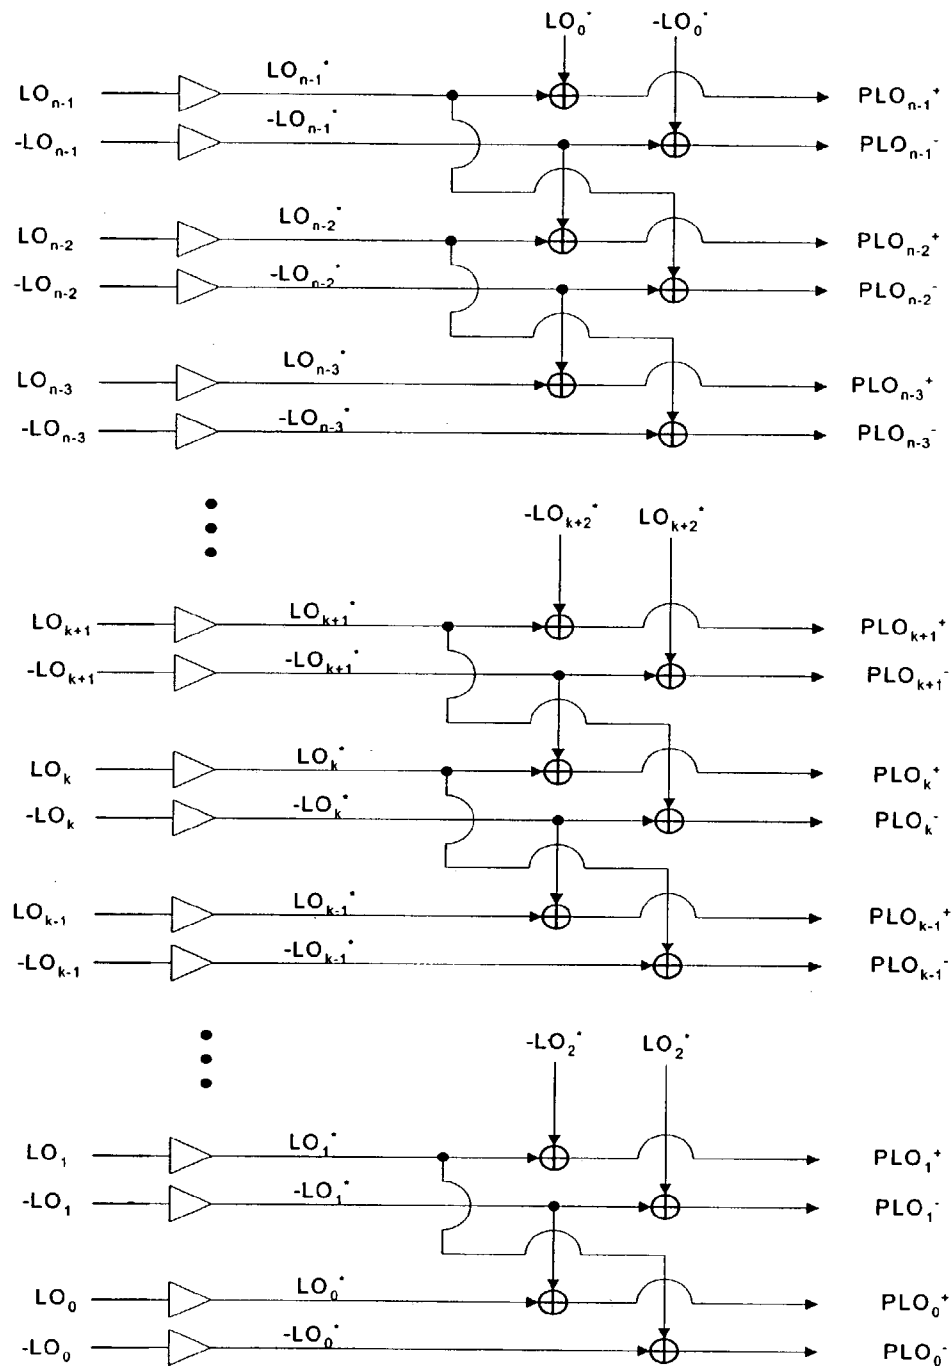 LO₀* -LO₀*
LOₙ₋₁ LOₙ₋₁* PLOₙ₋₁⁺
-LOₙ₋₁ -LOₙ₋₁* PLOₙ₋₁⁻
LOₙ₋₂ LOₙ₋₂* PLOₙ₋₂⁺
-LOₙ₋₂ -LOₙ₋₂* PLOₙ₋₂⁻
LOₙ₋₃ LOₙ₋₃* PLOₙ₋₃⁺
-LOₙ₋₃ -LOₙ₋₃* PLOₙ₋₃⁻
-LOₖ₊₂* LOₖ₊₂*
LOₖ₊₁ LOₖ₊₁* PLOₖ₊₁⁺
-LOₖ₊₁ -LOₖ₊₁* PLOₖ₊₁⁻
LOₖ LOₖ* PLOₖ⁺
-LOₖ -LOₖ* PLOₖ⁻
LOₖ₋₁ LOₖ₋₁* PLOₖ₋₁⁺
-LOₖ₋₁ -LOₖ₋₁* PLOₖ₋₁⁻
-LO₂* LO₂*
LO₁ LO₁* PLO₁⁺
-LO₁ -LO₁* PLO₁⁻
LO₀ LO₀* PLO₀⁺
-LO₀ -LO₀* PLO₀⁻